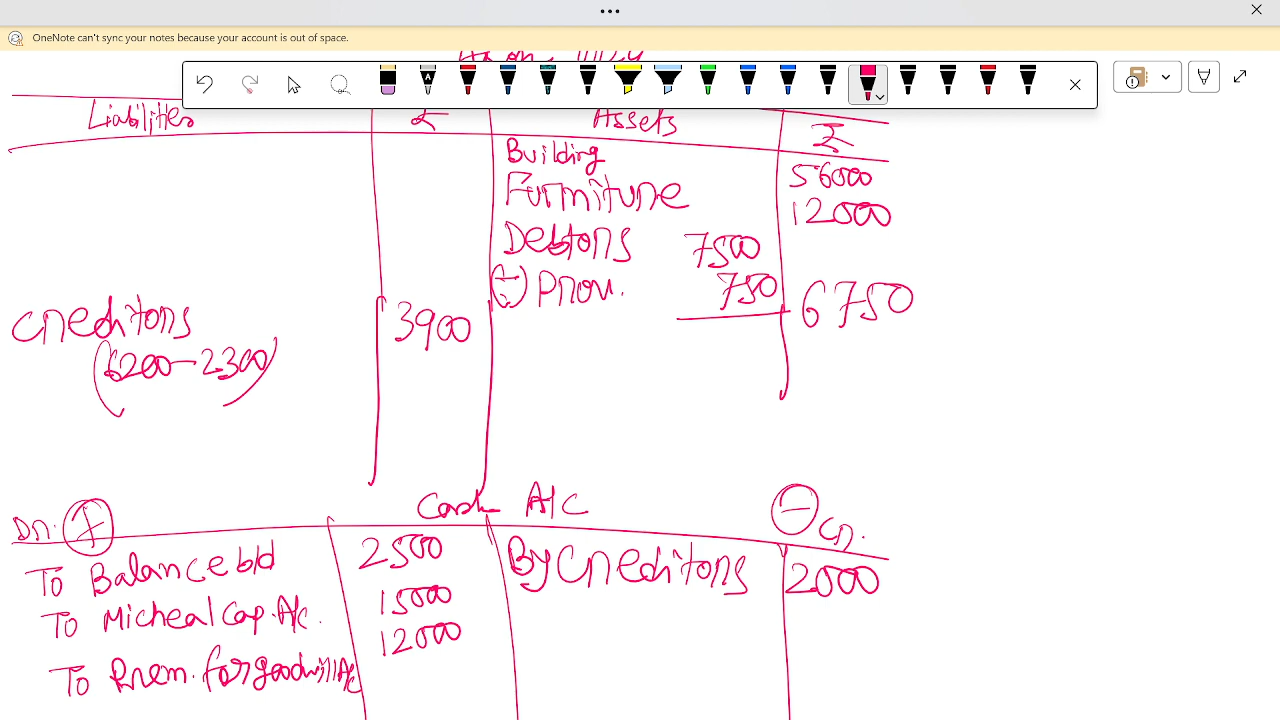 OneNote can't sync your notes because your account is out of space.
Liabilities ₹ Assets ₹
Building 56000
Furniture 12000
Debtors 7500
(-) Prov. 750 6750
Creditors 3900
(6200-2300)
Cash A/C
Dr. + - Cr.
To Balance b/d 2500 By Creditors 2000
To Micheal Cap. A/c. 15000
To Prem. for goodwill A/c 12000